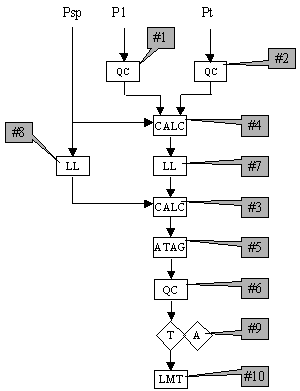 Psp P1 Pt
#1
#2
QC QC
CALC #4
#8
LL LL #7
CALC #3
ATAG #5
QC #6
T A #9
LMT #10